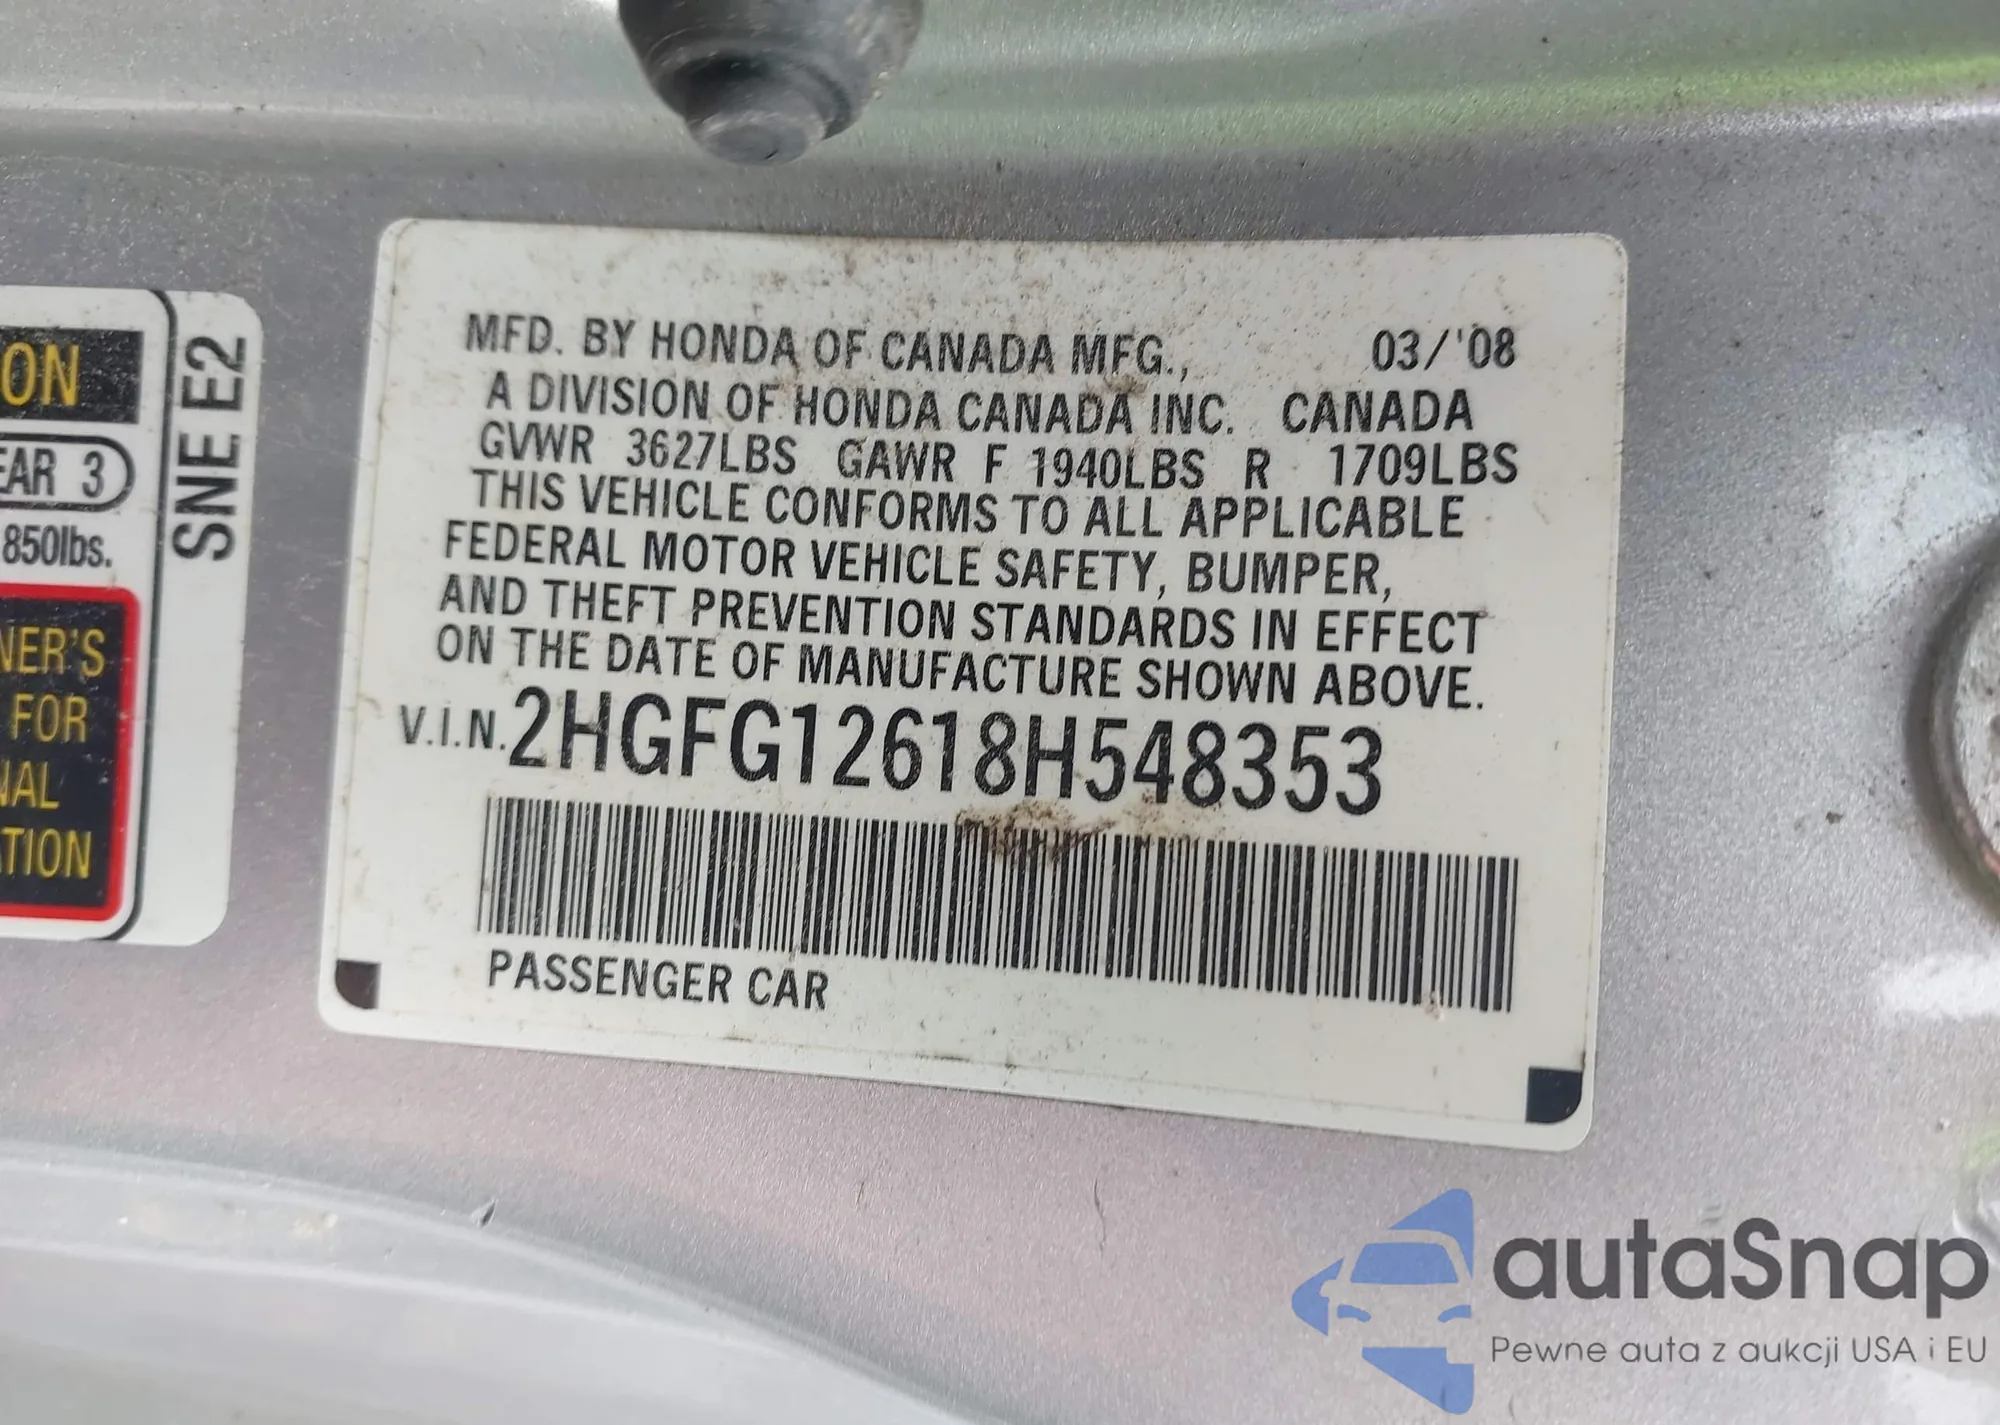 MFD. BY HONDA OF CANADA MFG., 03/'08
A DIVISION OF HONDA CANADA INC. CANADA
GVWR 3627LBS GAWR F 1940LBS R 1709LBS
THIS VEHICLE CONFORMS TO ALL APPLICABLE
FEDERAL MOTOR VEHICLE SAFETY, BUMPER,
AND THEFT PREVENTION STANDARDS IN EFFECT
ON THE DATE OF MANUFACTURE SHOWN ABOVE.
V.I.N. 2HGFG12618H548353
PASSENGER CAR
SNE E2
ON
EAR 3
850lbs.
NER'S
FOR
NAL
ATION
autaSnap
Pewne auta z aukcji USA i EU